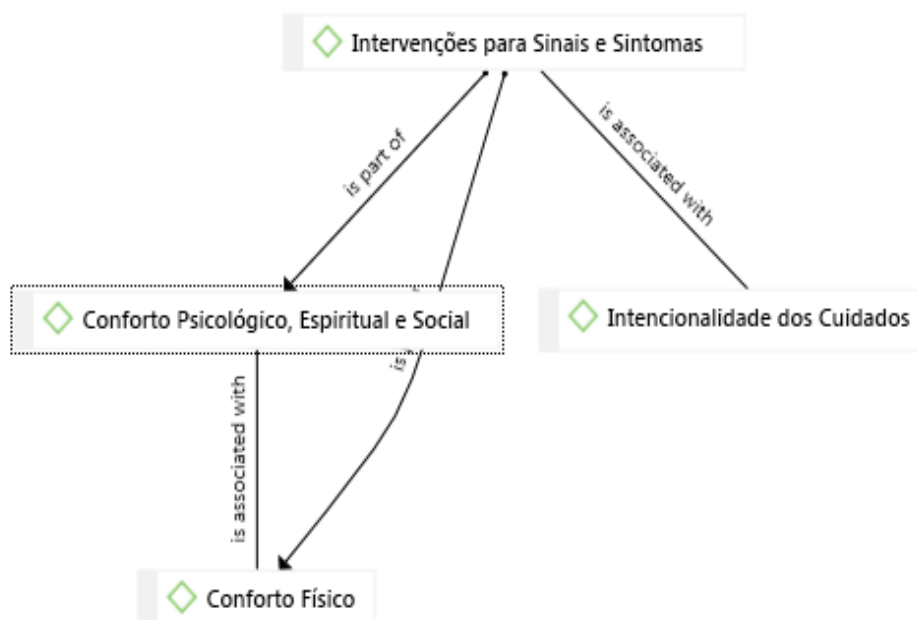 Intervenções para Sinais e Sintomas
is part of
is associated with
Conforto Psicológico, Espiritual e Social
Intencionalidade dos Cuidados
is
is associated with
Conforto Físico